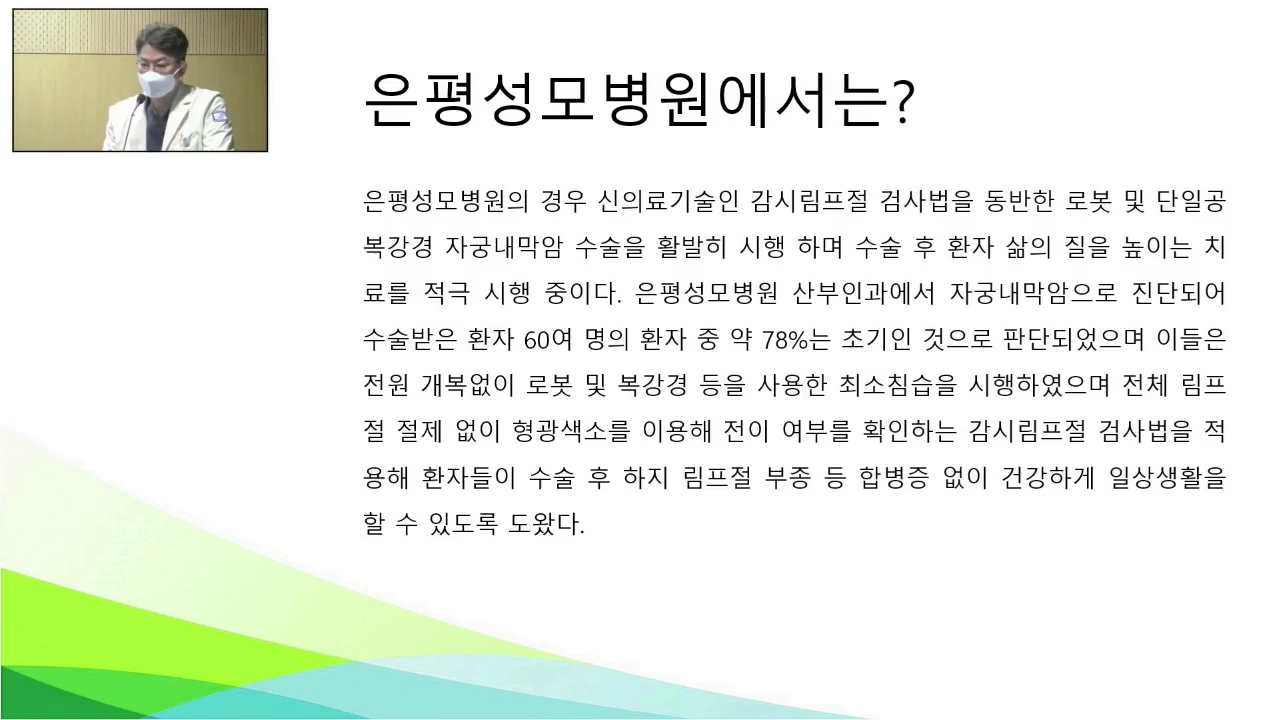 은평성모병원에서는?
은평성모병원의 경우 신의료기술인 감시림프절 검사법을 동반한 로봇 및 단일공
복강경 자궁내막암 수술을 활발히 시행 하며 수술 후 환자 삶의 질을 높이는 치
료를 적극 시행 중이다. 은평성모병원 산부인과에서 자궁내막암으로 진단되어
수술받은 환자 60여 명의 환자 중 약 78%는 초기인 것으로 판단되었으며 이들은
전원 개복없이 로봇 및 복강경 등을 사용한 최소침습을 시행하였으며 전체 림프
절 절제 없이 형광색소를 이용해 전이 여부를 확인하는 감시림프절 검사법을 적
용해 환자들이 수술 후 하지 림프절 부종 등 합병증 없이 건강하게 일상생활을
할 수 있도록 도왔다.